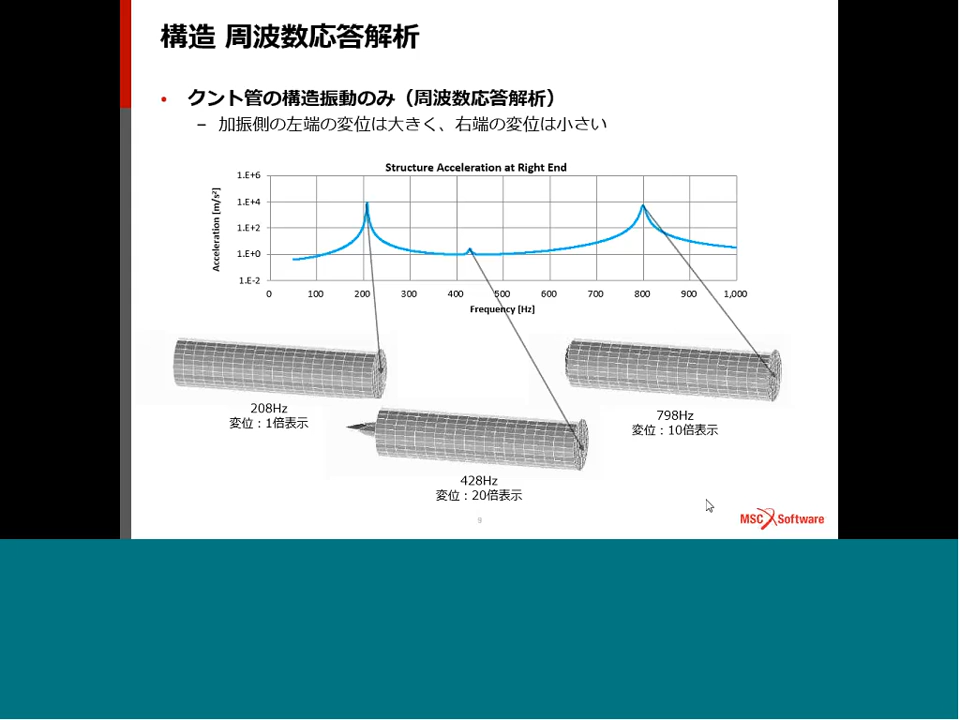 構造 周波数応答解析
• クント管の構造振動のみ（周波数応答解析）
– 加振側の左端の変位は大きく、右端の変位は小さい
Structure Acceleration at Right End
Acceleration [m/s²]
1.E+6
1.E+4
1.E+2
1.E+0
1.E-2
0 100 200 300 400 500 600 700 800 900 1,000
Frequency [Hz]
208Hz
変位：1倍表示
428Hz
変位：20倍表示
798Hz
変位：10倍表示
9
MSC Software